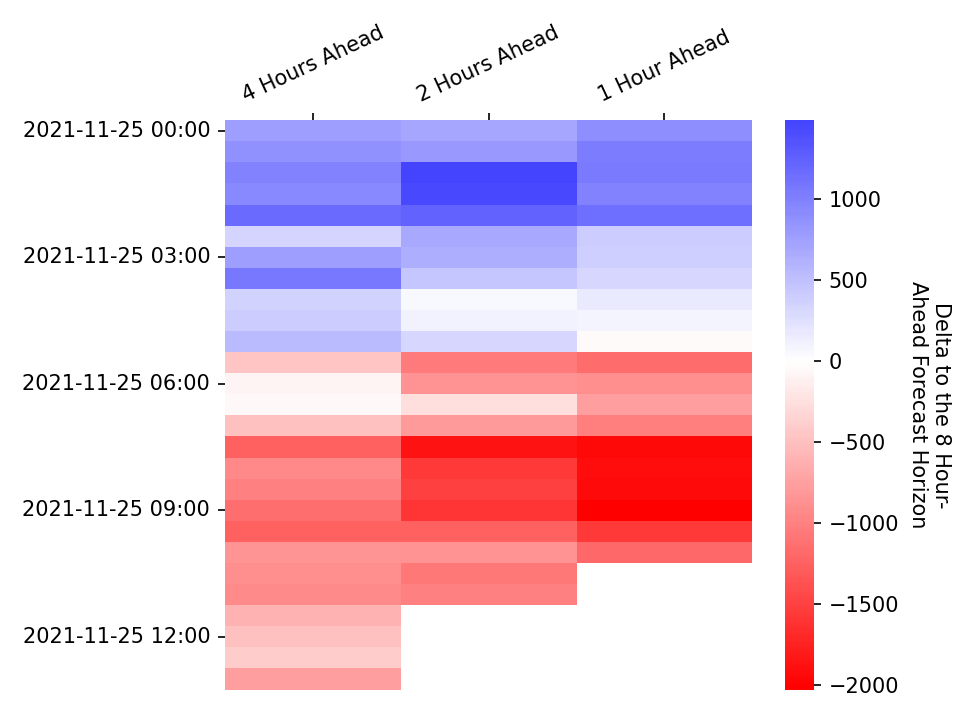 4 Hours Ahead
2 Hours Ahead
1 Hour Ahead
2021-11-25 00:00
2021-11-25 03:00
2021-11-25 06:00
2021-11-25 09:00
2021-11-25 12:00
1000
500
0
−500
−1000
−1500
−2000
Delta to the 8 Hour-
Ahead Forecast Horizon